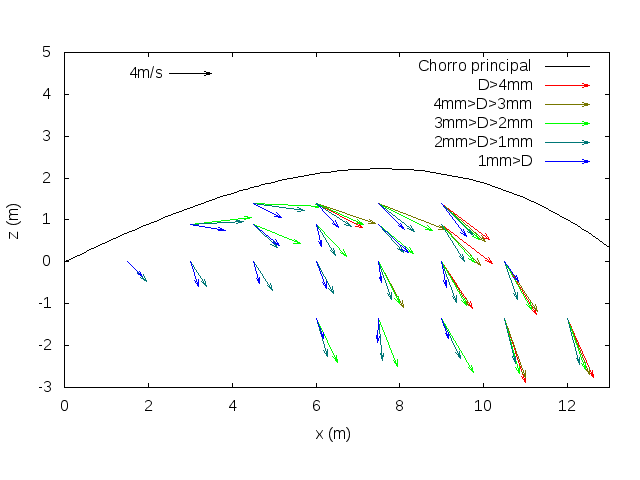 5
4
3
2
1
0
-1
-2
-3
0 2 4 6 8 10 12
z (m)
x (m)
4m/s
Chorro principal
D>4mm
4mm>D>3mm
3mm>D>2mm
2mm>D>1mm
1mm>D